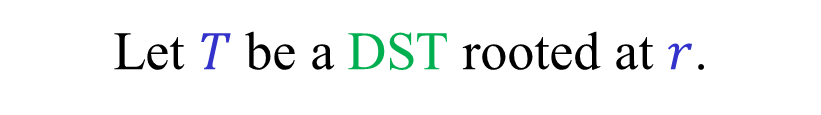 Let T be a DST rooted at r.